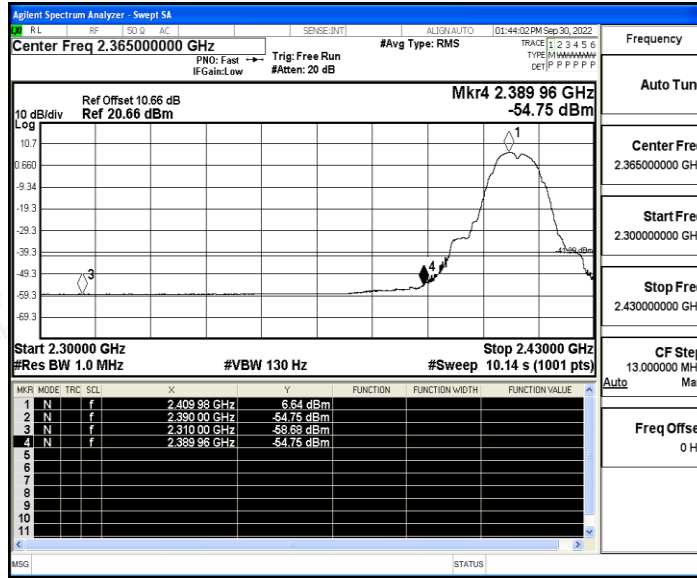 Agilent Spectrum Analyzer - Swept SA
RL RF 50 Ω AC SENSE:INT ALIGN AUTO 01:44:02 PM Sep 30, 2022
Center Freq 2.365000000 GHz #Avg Type: RMS TRACE 1 2 3 4 5 6
PNO: Fast Trig: Free Run TYPE M WWWWW
IFGain:Low #Atten: 20 dB DET P P P P P P
Ref Offset 10.66 dB Mkr4 2.389 96 GHz
10 dB/div Ref 20.66 dBm -54.75 dBm
Log
1
10.7
0.660
-9.34
-19.3
-29.3
-39.3
-49.3
-59.3
-69.3
3
4
Start 2.30000 GHz Stop 2.43000 GHz
#Res BW 1.0 MHz #VBW 130 Hz #Sweep 10.14 s (1001 pts)
MKR MODE TRC SCL X Y FUNCTION FUNCTION WIDTH FUNCTION VALUE
1 N f 2.409 98 GHz 6.64 dBm
2 N f 2.390 00 GHz -54.75 dBm
3 N f 2.310 00 GHz -58.68 dBm
4 N f 2.389 96 GHz -54.75 dBm
5
6
7
8
9
10
11
MSG STATUS
Frequency
Auto Tun
Center Fre
2.365000000 GH
Start Fre
2.300000000 GH
Stop Fre
2.430000000 GH
CF Step
13.000000 MH
Auto Ma
Freq Offse
0 H